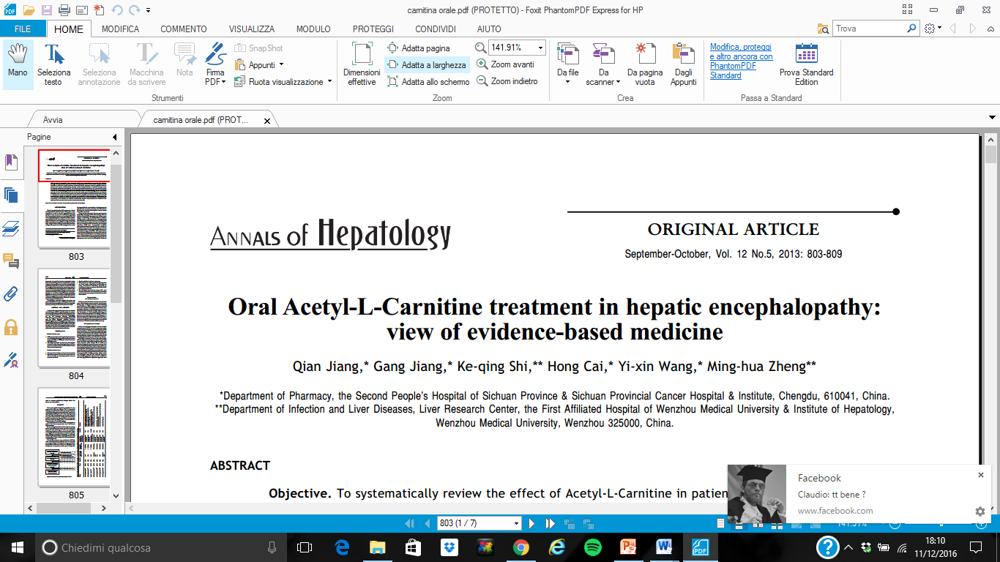 carnitina orale.pdf (PROTETTO) - Foxit PhantomPDF Express for HP
FILE HOME MODIFICA COMMENTO VISUALIZZA MODULO PROTEGGI CONDIVIDI AIUTO Trova
Mano
Seleziona testo
Seleziona annotazione
Macchina da scrivere
Nota
Firma PDF
SnapShot
Appunti
Ruota visualizzazione
Strumenti
Dimensioni effettive
Adatta pagina
Adatta a larghezza
Adatta allo schermo
141.91%
Zoom avanti
Zoom indietro
Zoom
Da file
Da scanner
Da pagina vuota
Dagli Appunti
Crea
Modifica, proteggi
e altro ancora con
PhantomPDF
Standard
Prova Standard Edition
Passa a Standard
Avvia
carnitina orale.pdf (PROT...
Pagine
803
804
805
ANNALS of Hepatology
ORIGINAL ARTICLE
September-October, Vol. 12 No.5, 2013: 803-809
Oral Acetyl-L-Carnitine treatment in hepatic encephalopathy:
view of evidence-based medicine
Qian Jiang,* Gang Jiang,* Ke-qing Shi,** Hong Cai,* Yi-xin Wang,* Ming-hua Zheng**
*Department of Pharmacy, the Second People's Hospital of Sichuan Province & Sichuan Provincial Cancer Hospital & Institute, Chengdu, 610041, China.
**Department of Infection and Liver Diseases, Liver Research Center, the First Affiliated Hospital of Wenzhou Medical University & Institute of Hepatology,
Wenzhou Medical University, Wenzhou 325000, China.
ABSTRACT
Objective. To systematically review the effect of Acetyl-L-Carnitine in patien
Facebook
Claudio: tt bene ?
www.facebook.com
803 (1 / 7)
141.91%
Chiedimi qualcosa
PDF
18:10
11/12/2016